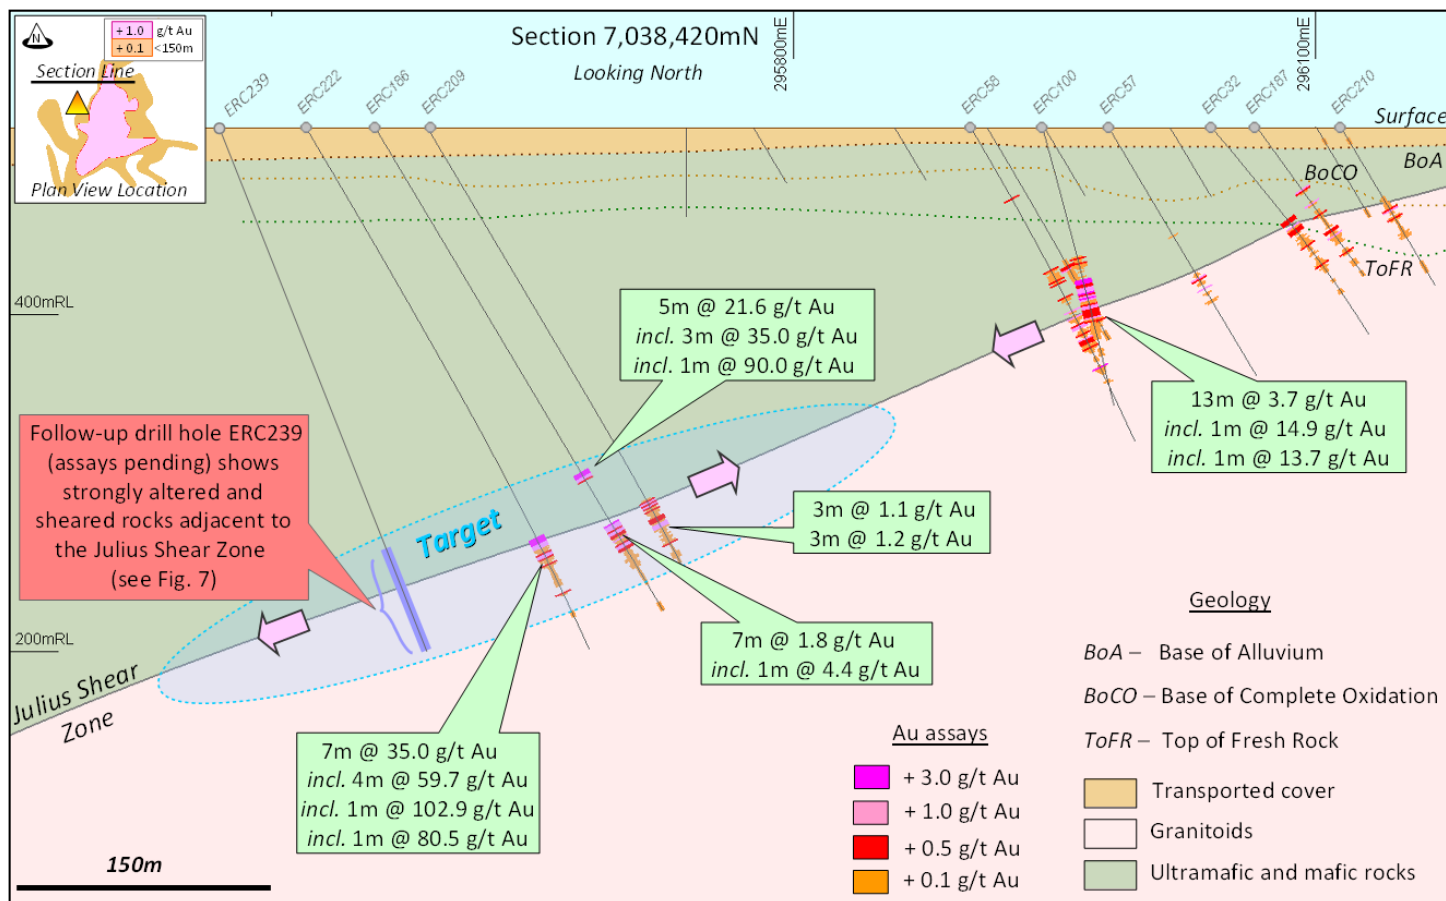 + 1.0 g/t Au
+ 0.1 <150m
N
Section Line
Plan View Location
Section 7,038,420mN
Looking North
295800mE
296100mE
ERC239
ERC222
ERC186
ERC209
ERC58
ERC100
ERC57
ERC32
ERC187
ERC210
Surface
BoA
BoCO
ToFR
400mRL
200mRL
5m @ 21.6 g/t Au
incl. 3m @ 35.0 g/t Au
incl. 1m @ 90.0 g/t Au
13m @ 3.7 g/t Au
incl. 1m @ 14.9 g/t Au
incl. 1m @ 13.7 g/t Au
Follow-up drill hole ERC239
(assays pending) shows
strongly altered and
sheared rocks adjacent to
the Julius Shear Zone
(see Fig. 7)
Target
3m @ 1.1 g/t Au
3m @ 1.2 g/t Au
7m @ 1.8 g/t Au
incl. 1m @ 4.4 g/t Au
Julius Shear
Zone
7m @ 35.0 g/t Au
incl. 4m @ 59.7 g/t Au
incl. 1m @ 102.9 g/t Au
incl. 1m @ 80.5 g/t Au
150m
Au assays
+ 3.0 g/t Au
+ 1.0 g/t Au
+ 0.5 g/t Au
+ 0.1 g/t Au
Geology
BoA – Base of Alluvium
BoCO – Base of Complete Oxidation
ToFR – Top of Fresh Rock
Transported cover
Granitoids
Ultramafic and mafic rocks